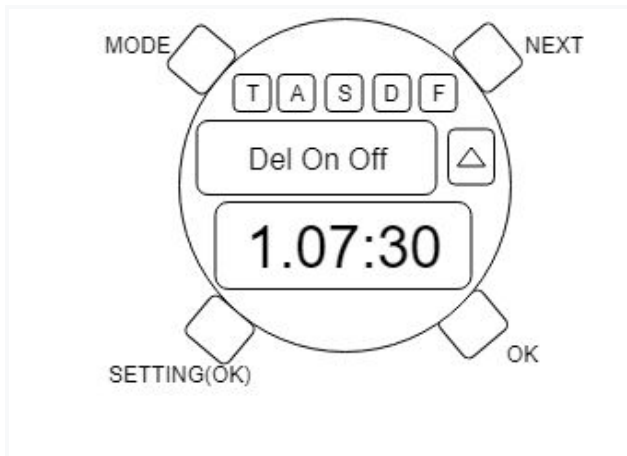 MODE NEXT
T A S D F
Del On Off
1.07:30
SETTING(OK) OK